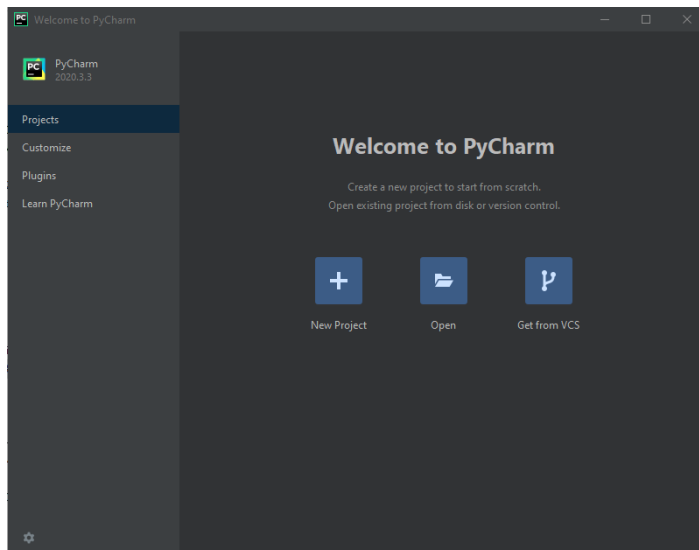 PC Welcome to PyCharm
PC PyCharm
2020.3.3
Projects
Customize
Plugins
Learn PyCharm
Welcome to PyCharm
Create a new project to start from scratch.
Open existing project from disk or version control.
New Project Open Get from VCS